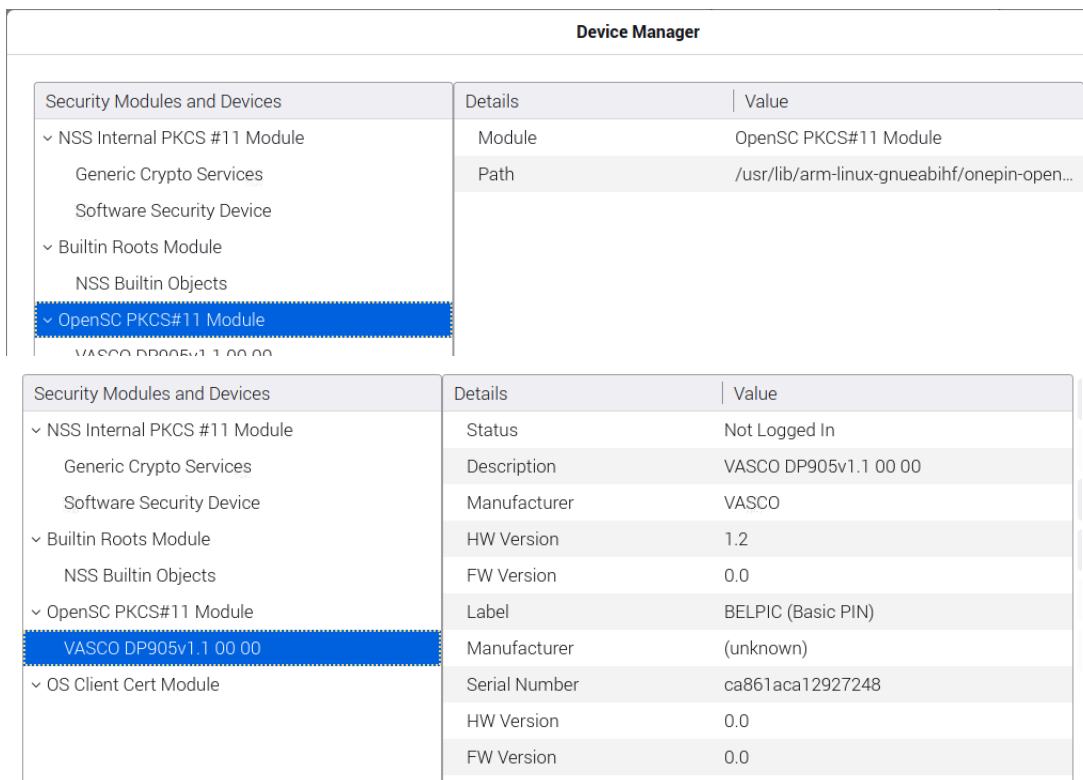 Device Manager
Security Modules and Devices Details Value
NSS Internal PKCS #11 Module Module OpenSC PKCS#11 Module
Generic Crypto Services Path /usr/lib/arm-linux-gnueabihf/onepin-open...
Software Security Device
Builtin Roots Module
NSS Builtin Objects
OpenSC PKCS#11 Module
VASCO DP905v1.1 00 00
Security Modules and Devices Details Value
NSS Internal PKCS #11 Module Status Not Logged In
Generic Crypto Services Description VASCO DP905v1.1 00 00
Software Security Device Manufacturer VASCO
Builtin Roots Module HW Version 1.2
NSS Builtin Objects FW Version 0.0
OpenSC PKCS#11 Module Label BELPIC (Basic PIN)
VASCO DP905v1.1 00 00 Manufacturer (unknown)
OS Client Cert Module Serial Number ca861aca12927248
HW Version 0.0
FW Version 0.0